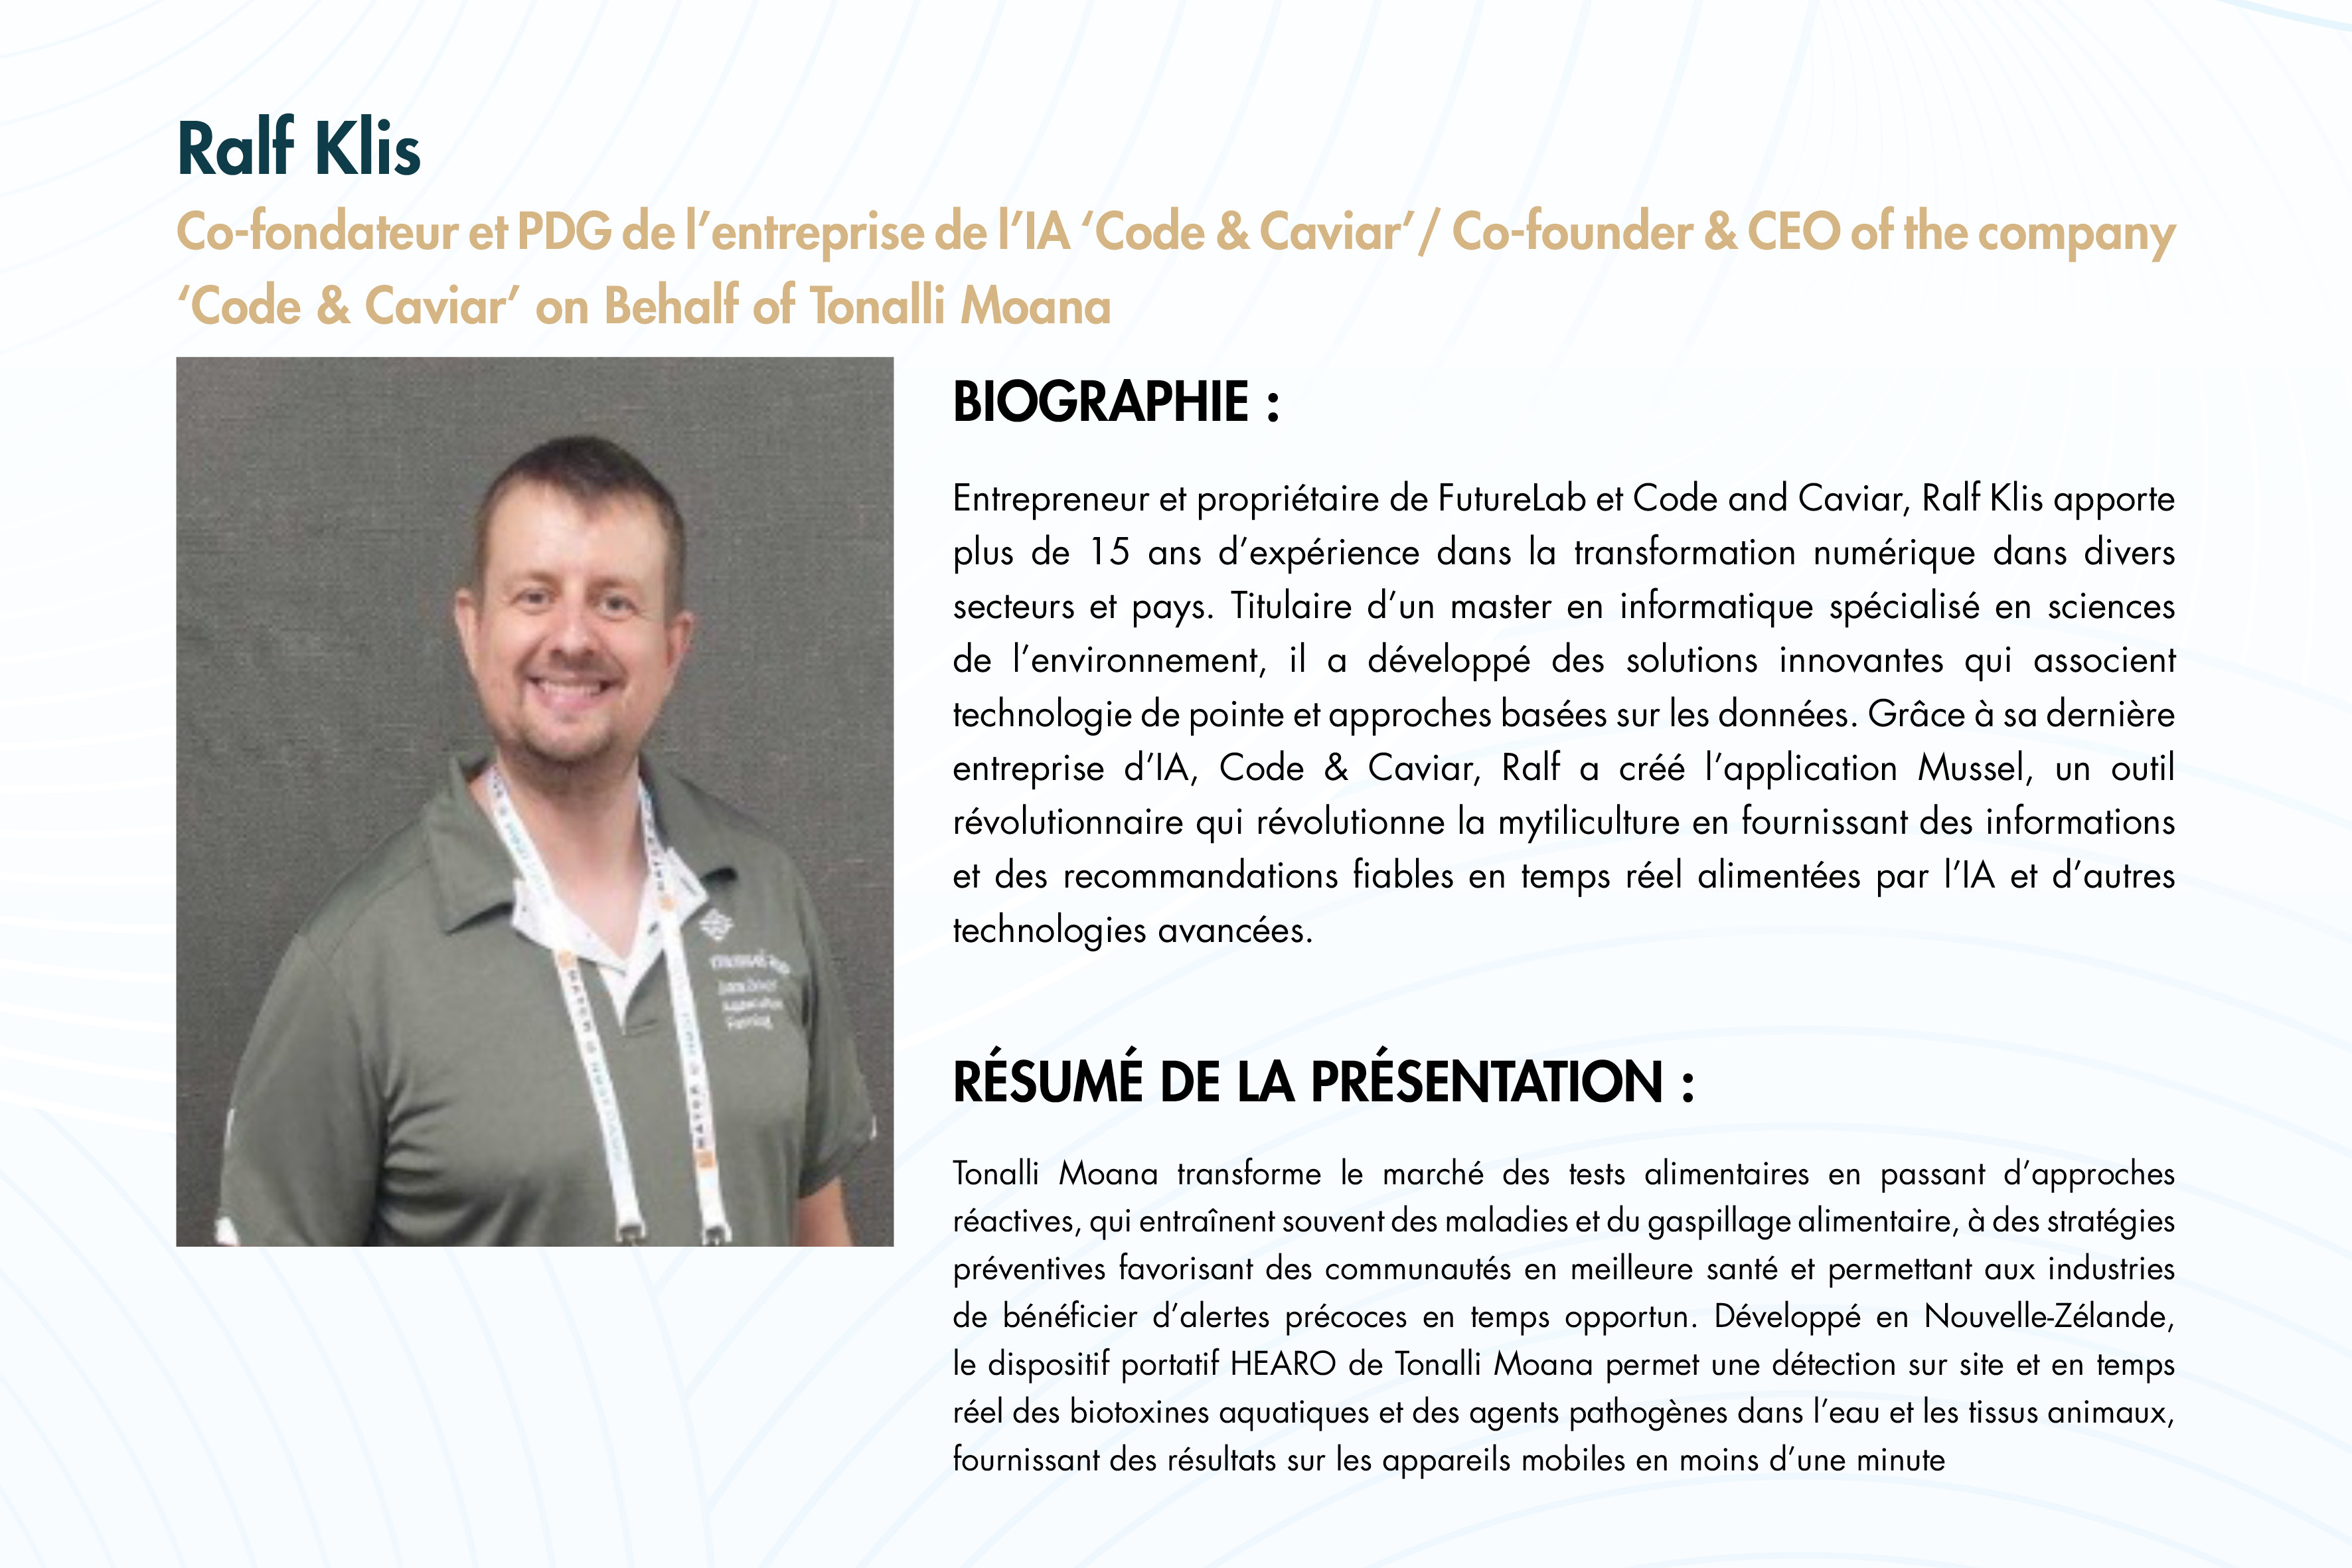 Ralf Klis
Co-fondateur et PDG de l’entreprise de l’IA ‘Code & Caviar’/ Co-founder & CEO of the company
‘Code & Caviar’ on Behalf of Tonalli Moana
BIOGRAPHIE :
Entrepreneur et propriétaire de FutureLab et Code and Caviar, Ralf Klis apporte
plus de 15 ans d’expérience dans la transformation numérique dans divers
secteurs et pays. Titulaire d’un master en informatique spécialisé en sciences
de l’environnement, il a développé des solutions innovantes qui associent
technologie de pointe et approches basées sur les données. Grâce à sa dernière
entreprise d’IA, Code & Caviar, Ralf a créé l’application Mussel, un outil
révolutionnaire qui révolutionne la mytiliculture en fournissant des informations
et des recommandations fiables en temps réel alimentées par l’IA et d’autres
technologies avancées.
RÉSUMÉ DE LA PRÉSENTATION :
Tonalli Moana transforme le marché des tests alimentaires en passant d’approches
réactives, qui entraînent souvent des maladies et du gaspillage alimentaire, à des stratégies
préventives favorisant des communautés en meilleure santé et permettant aux industries
de bénéficier d’alertes précoces en temps opportun. Développé en Nouvelle-Zélande,
le dispositif portatif HEARO de Tonalli Moana permet une détection sur site et en temps
réel des biotoxines aquatiques et des agents pathogènes dans l’eau et les tissus animaux,
fournissant des résultats sur les appareils mobiles en moins d’une minute